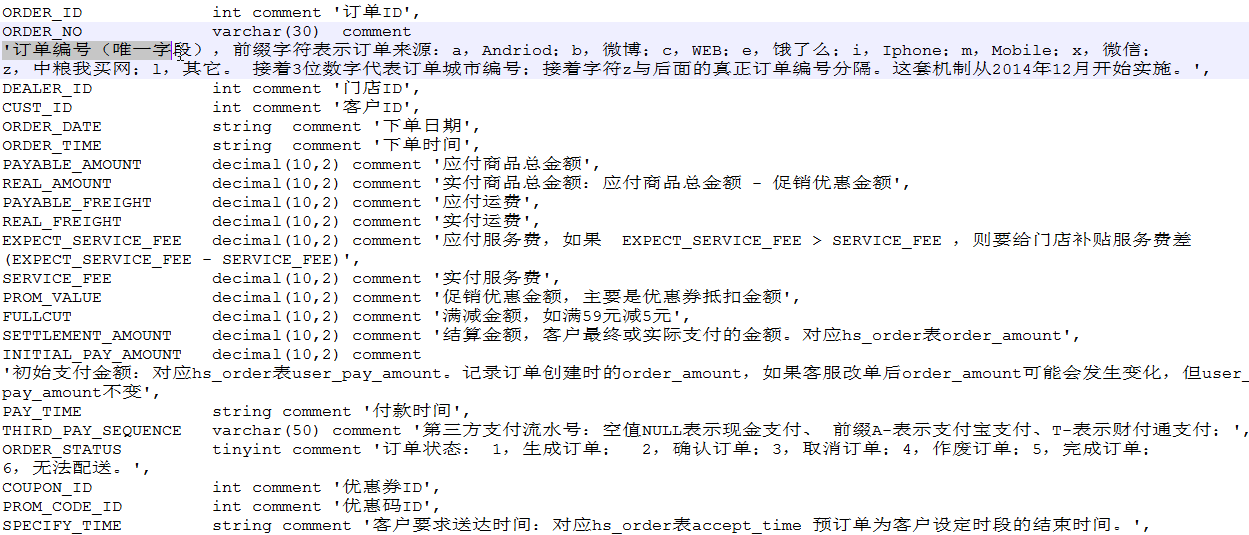 ORDER_ID int comment '订单ID',
ORDER_NO varchar(30) comment
'订单编号（唯一字段），前缀字符表示订单来源：a，Andriod；b，微博；c，WEB；e，饿了么；i，Iphone；m，Mobile；x，微信；
z，中粮我买网；l，其它。 接着3位数字代表订单城市编号；接着字符z与后面的真正订单编号分隔。这套机制从2014年12月开始实施。',
DEALER_ID int comment '门店ID',
CUST_ID int comment '客户ID',
ORDER_DATE string comment '下单日期',
ORDER_TIME string comment '下单时间',
PAYABLE_AMOUNT decimal(10,2) comment '应付商品总金额',
REAL_AMOUNT decimal(10,2) comment '实付商品总金额：应付商品总金额 - 促销优惠金额',
PAYABLE_FREIGHT decimal(10,2) comment '应付运费',
REAL_FREIGHT decimal(10,2) comment '实付运费',
EXPECT_SERVICE_FEE decimal(10,2) comment '应付服务费，如果 EXPECT_SERVICE_FEE > SERVICE_FEE ，则要给门店补贴服务费差
(EXPECT_SERVICE_FEE - SERVICE_FEE)',
SERVICE_FEE decimal(10,2) comment '实付服务费',
PROM_VALUE decimal(10,2) comment '促销优惠金额，主要是优惠券抵扣金额',
FULLCUT decimal(10,2) comment '满减金额，如满59元减5元',
SETTLEMENT_AMOUNT decimal(10,2) comment '结算金额，客户最终或实际支付的金额。对应hs_order表order_amount',
INITIAL_PAY_AMOUNT decimal(10,2) comment
'初始支付金额：对应hs_order表user_pay_amount。记录订单创建时的order_amount，如果客服改单后order_amount可能会发生变化，但user_
pay_amount不变',
PAY_TIME string comment '付款时间',
THIRD_PAY_SEQUENCE varchar(50) comment '第三方支付流水号：空值NULL表示现金支付、 前缀A-表示支付宝支付、T-表示财付通支付；',
ORDER_STATUS tinyint comment '订单状态： 1，生成订单； 2，确认订单；3，取消订单；4，作废订单；5，完成订单；
6，无法配送。',
COUPON_ID int comment '优惠券ID',
PROM_CODE_ID int comment '优惠码ID',
SPECIFY_TIME string comment '客户要求送达时间：对应hs_order表accept_time 预订单为客户设定时段的结束时间。',